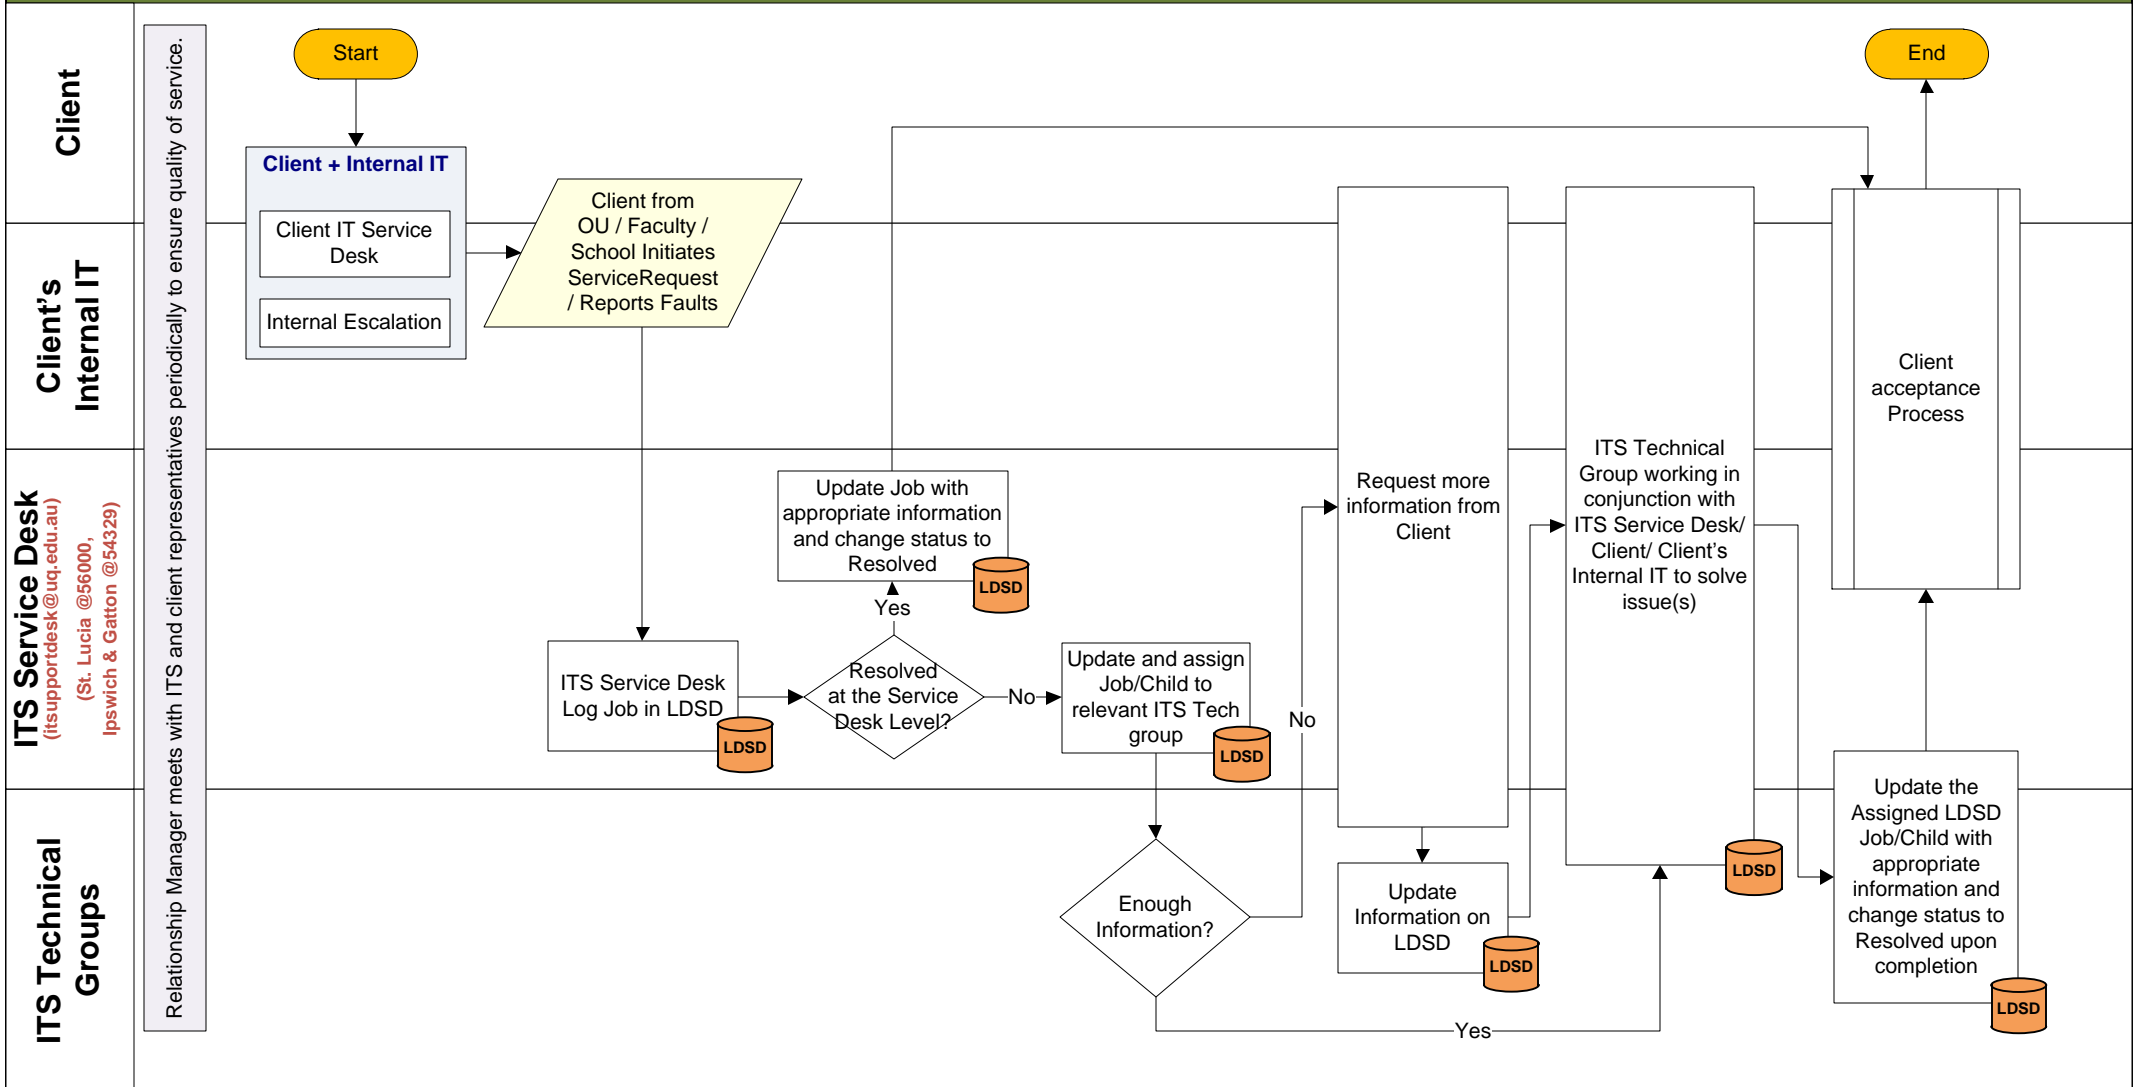 Client
Client's
Internal IT
ITS Service Desk
(itsupportdesk@uq.edu.au)
(St. Lucia @56000,
Ipswich & Gatton @54329)
ITS Technical
Groups
Relationship Manager meets with ITS and client representatives periodically to ensure quality of service.
Start
Client + Internal IT
Client IT Service
Desk
Internal Escalation
Client from
OU / Faculty /
School Initiates
ServiceRequest
/ Reports Faults
ITS Service Desk
Log Job in LDSD
LDSD
Resolved
at the Service
Desk Level?
Yes
Update Job with
appropriate information
and change status to
Resolved
LDSD
No
Update and assign
Job/Child to
relevant ITS Tech
group
LDSD
Enough
Information?
No
Yes
Request more
information from
Client
Update
Information on
LDSD
LDSD
ITS Technical
Group working in
conjunction with
ITS Service Desk/
Client/ Client's
Internal IT to solve
issue(s)
LDSD
Update the
Assigned LDSD
Job/Child with
appropriate
information and
change status to
Resolved upon
completion
LDSD
Client
acceptance
Process
End